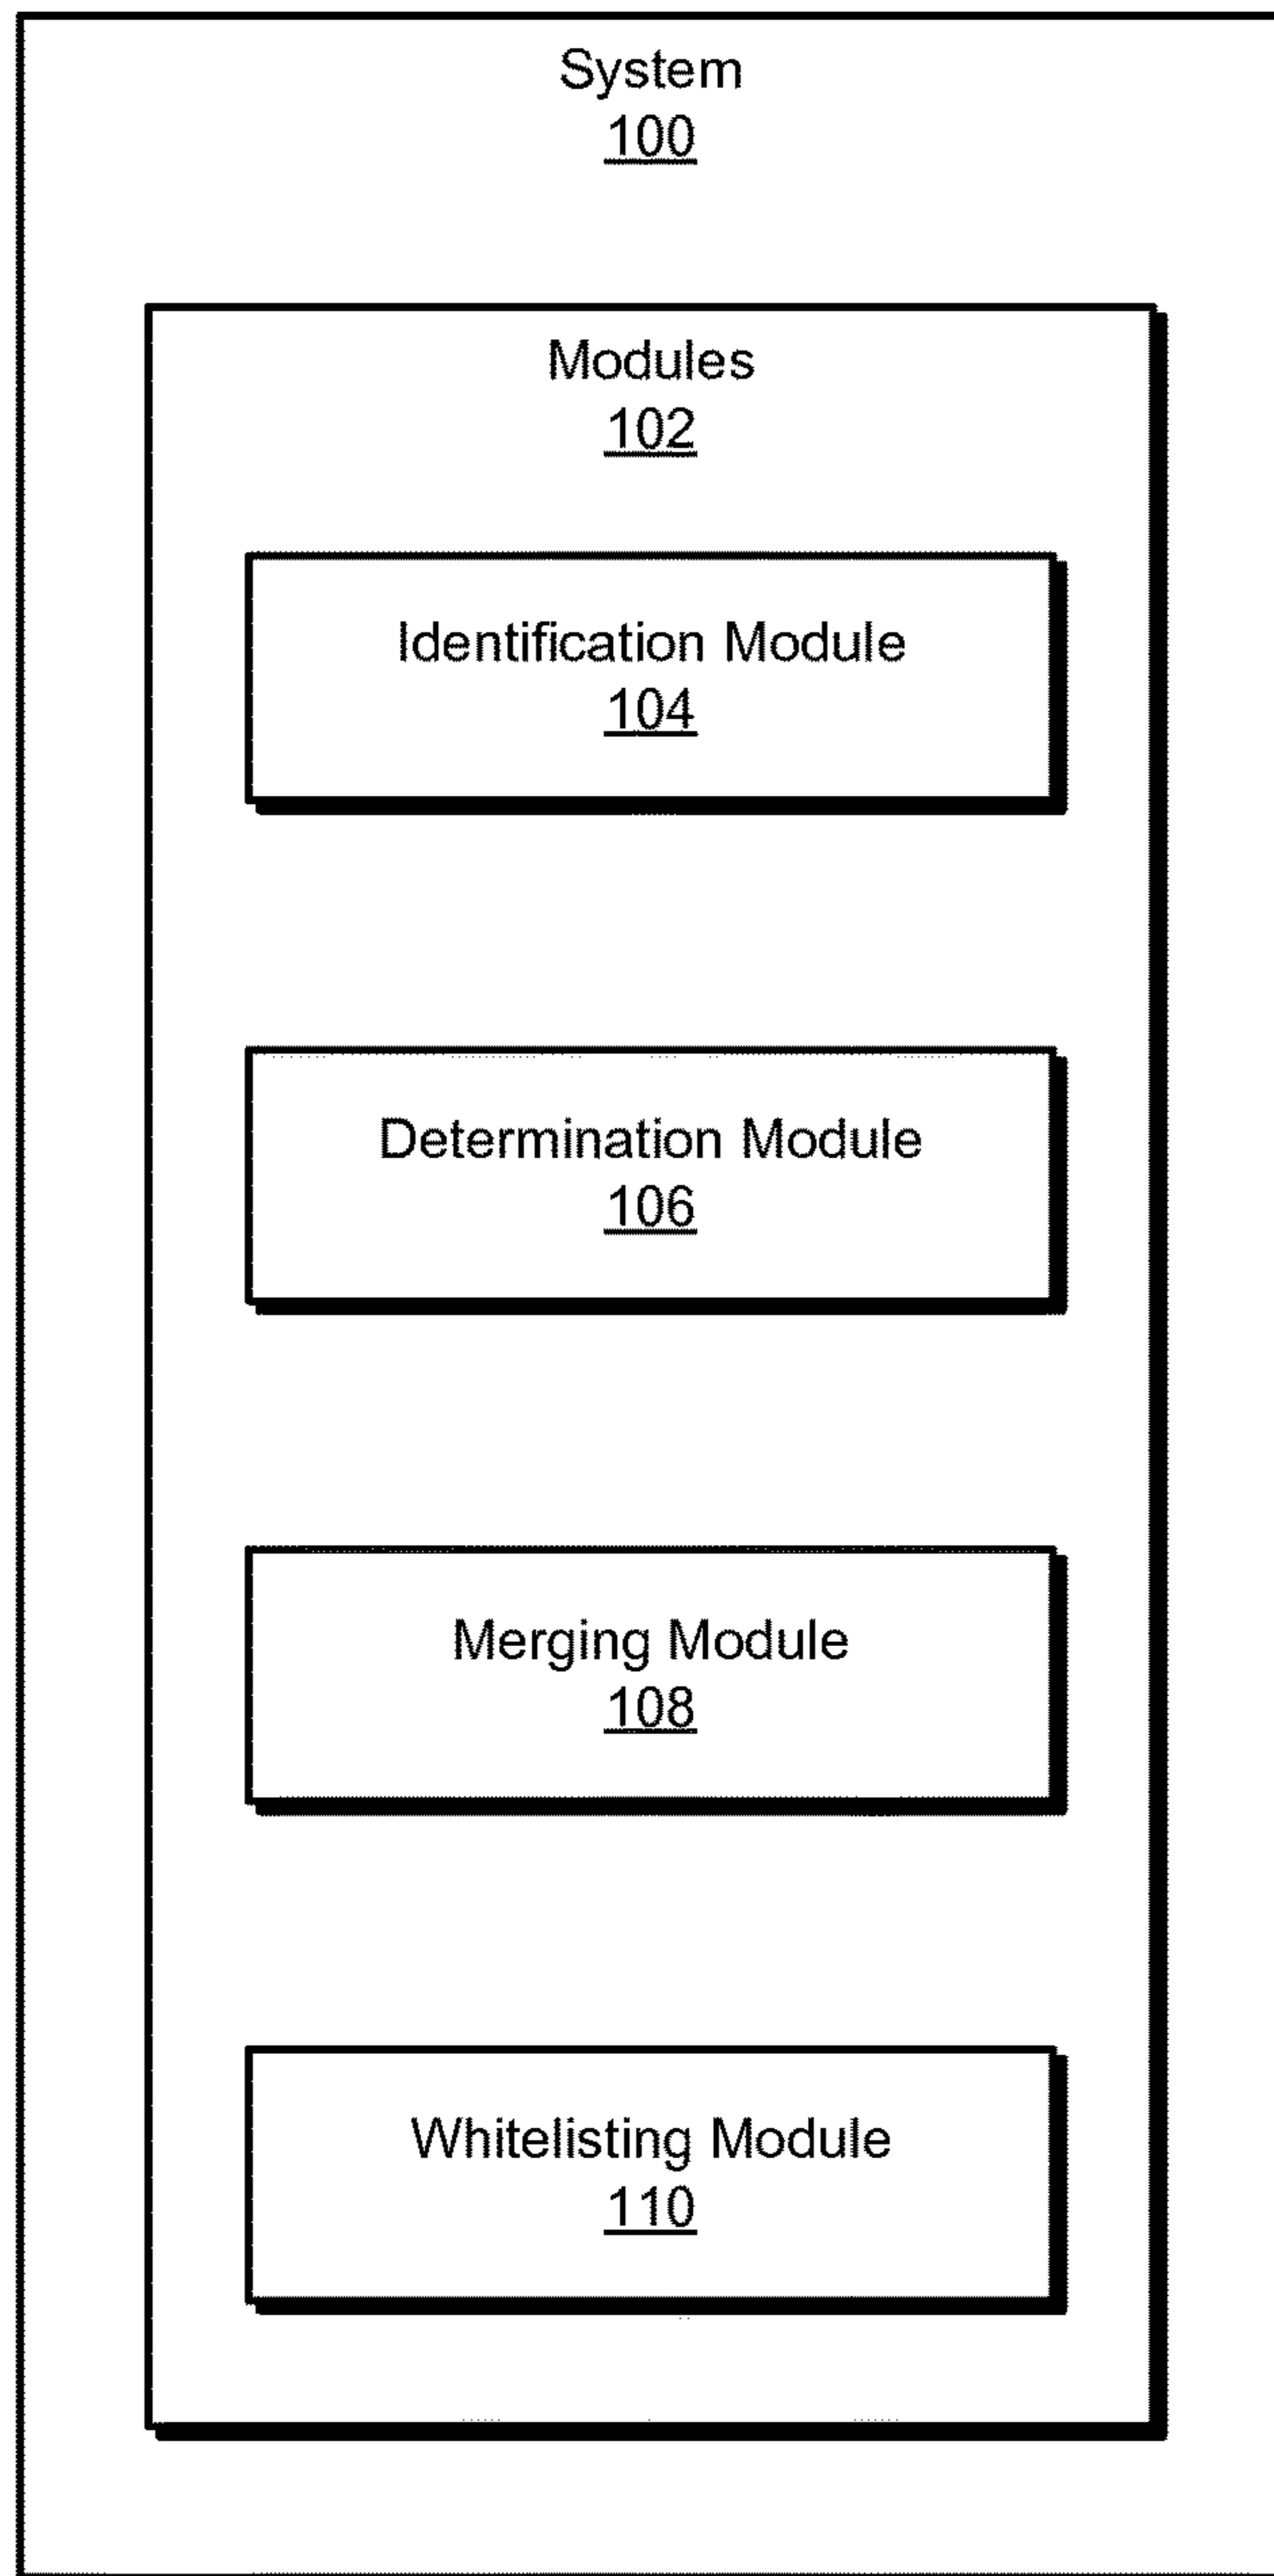 System
100
Modules
102
Identification Module
104
Determination Module
106
Merging Module
108
Whitelisting Module
110